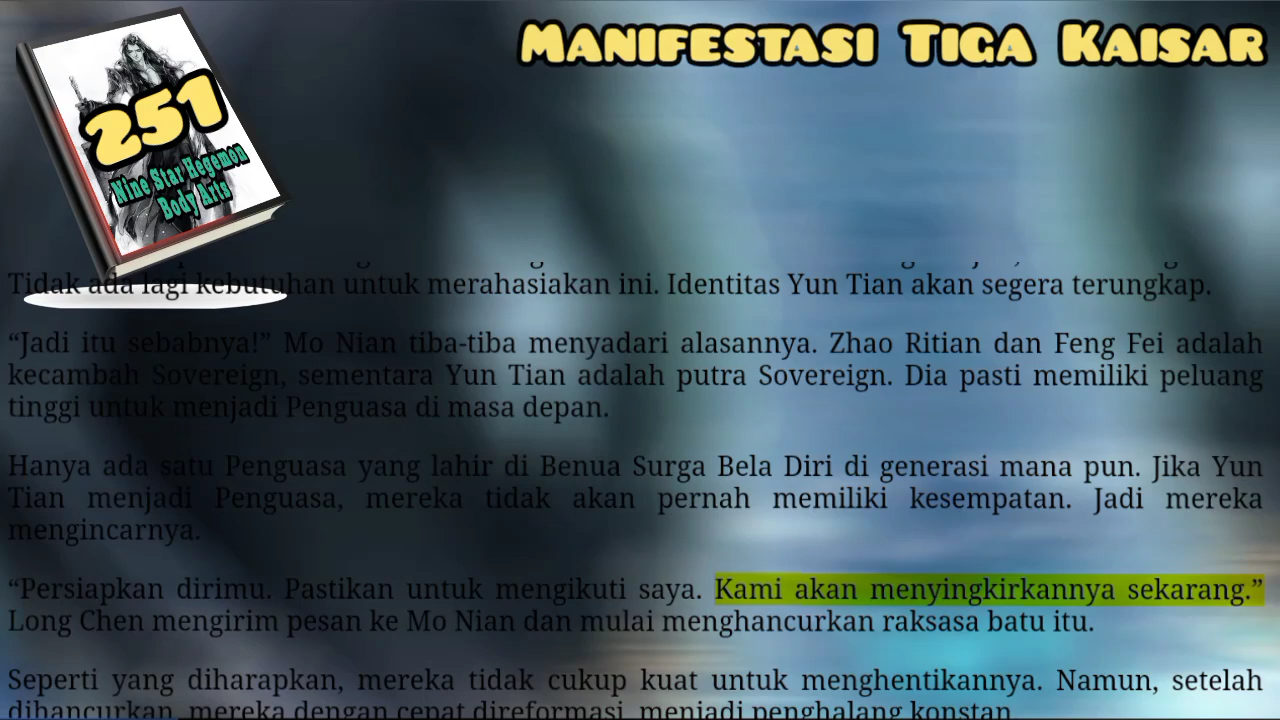 Manifestasi Tiga Kaisar
251
Nine Star Hegemon
Body Arts
Tidak ada lagi kebutuhan untuk merahasiakan ini. Identitas Yun Tian akan segera terungkap.
“Jadi itu sebabnya!” Mo Nian tiba-tiba menyadari alasannya. Zhao Ritian dan Feng Fei adalah
kecambah Sovereign, sementara Yun Tian adalah putra Sovereign. Dia pasti memiliki peluang
tinggi untuk menjadi Penguasa di masa depan.
Hanya ada satu Penguasa yang lahir di Benua Surga Bela Diri di generasi mana pun. Jika Yun
Tian menjadi Penguasa, mereka tidak akan pernah memiliki kesempatan. Jadi mereka
mengincarnya.
“Persiapkan dirimu. Pastikan untuk mengikuti saya. Kami akan menyingkirkannya sekarang.”
Long Chen mengirim pesan ke Mo Nian dan mulai menghancurkan raksasa batu itu.
Seperti yang diharapkan, mereka tidak cukup kuat untuk menghentikannya. Namun, setelah
dihancurkan, mereka dengan cepat direformasi, menjadi penghalang konstan